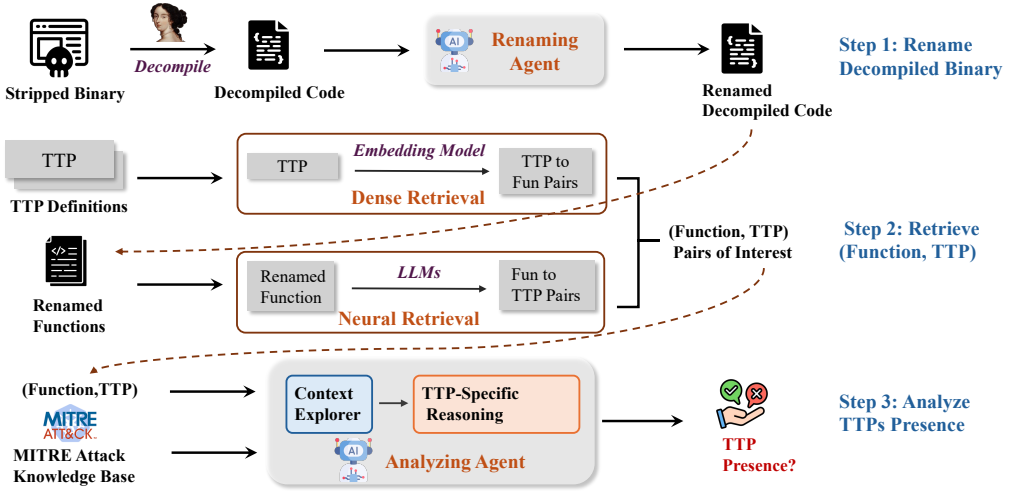 Stripped Binary
Decompile
Decompiled Code
AI
Renaming
Agent
Renamed
Decompiled Code
Step 1: Rename
Decompiled Binary
TTP
TTP Definitions
TTP
Embedding Model
TTP to
Fun Pairs
Dense Retrieval
</>
Renamed
Functions
Renamed
Function
LLMs
Fun to
TTP Pairs
Neural Retrieval
(Function, TTP)
Pairs of Interest
Step 2: Retrieve
(Function, TTP)
(Function,TTP)
MITRE
ATT&CK
MITRE Attack
Knowledge Base
Context
Explorer
TTP-Specific
Reasoning
AI
Analyzing Agent
TTP
Presence?
Step 3: Analyze
TTPs Presence